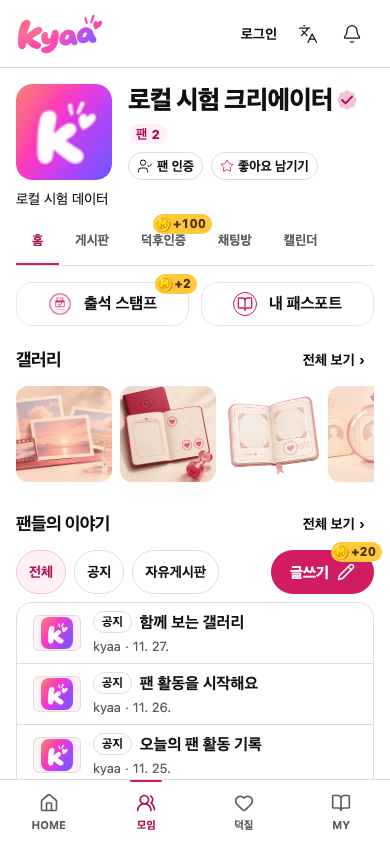 kyaa
로그인
로컬 시험 크리에이터
팬 2
팬 인증
좋아요 남기기
로컬 시험 데이터
+100
홈
게시판
덕후인증
채팅방
캘린더
+2
출석 스탬프
내 패스포트
갤러리
전체 보기 ›
팬들의 이야기
전체 보기 ›
+20
전체
공지
자유게시판
글쓰기
공지 함께 보는 갤러리
kyaa · 11. 27.
공지 팬 활동을 시작해요
kyaa · 11. 26.
공지 오늘의 팬 활동 기록
kyaa · 11. 25.
HOME
모임
덕질
MY